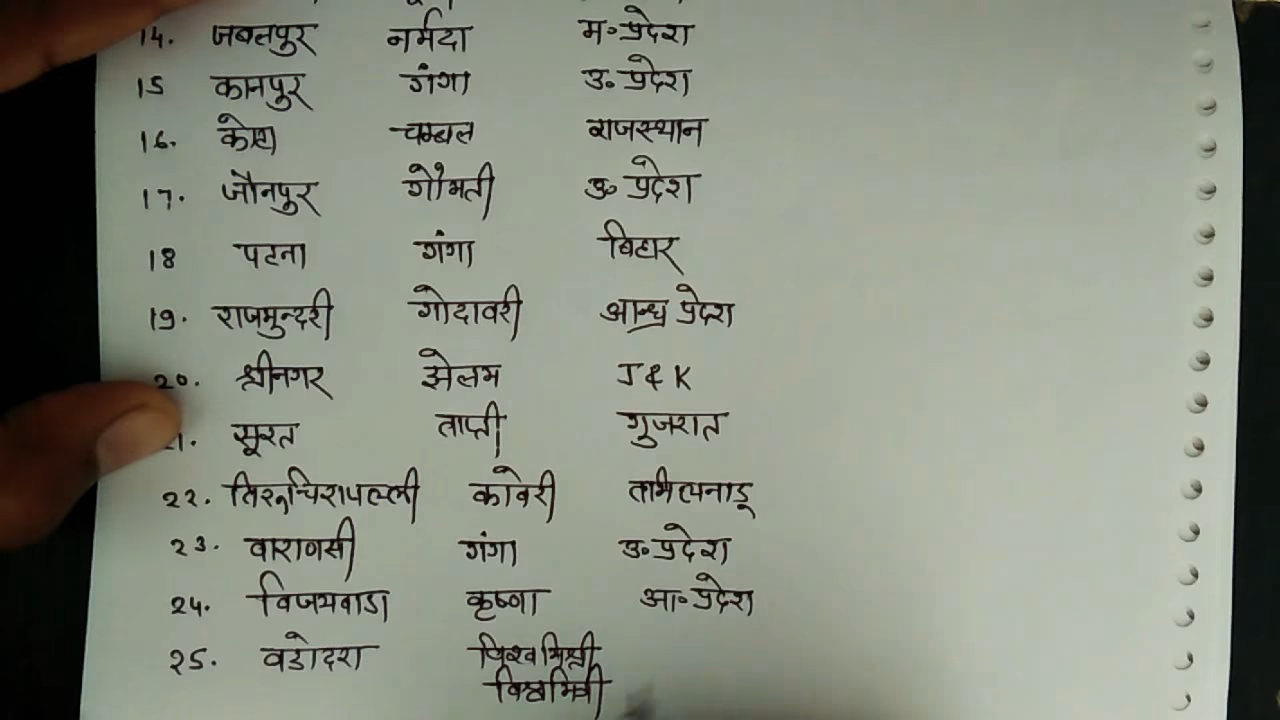 14. जबलपुर नर्मदा म॰प्रदेश
15 कानपुर गंगा उ॰प्रदेश
16. कोटा चम्बल राजस्थान
17. जौनपुर गौमती उ॰ प्रदेश
18 पटना गंगा बिहार
19. राजमुन्दरी गोदावरी आन्ध्र प्रदेश
20. श्रीनगर झेलम J & K
21. सूरत ताप्ती गुजरात
22. तिरुचिरापल्ली कावेरी तमिलनाडू
23. वाराणसी गंगा उ॰प्रदेश
24. विजयवाडा कृष्णा आ॰प्रदेश
25. वडोदरा
विश्वामित्री